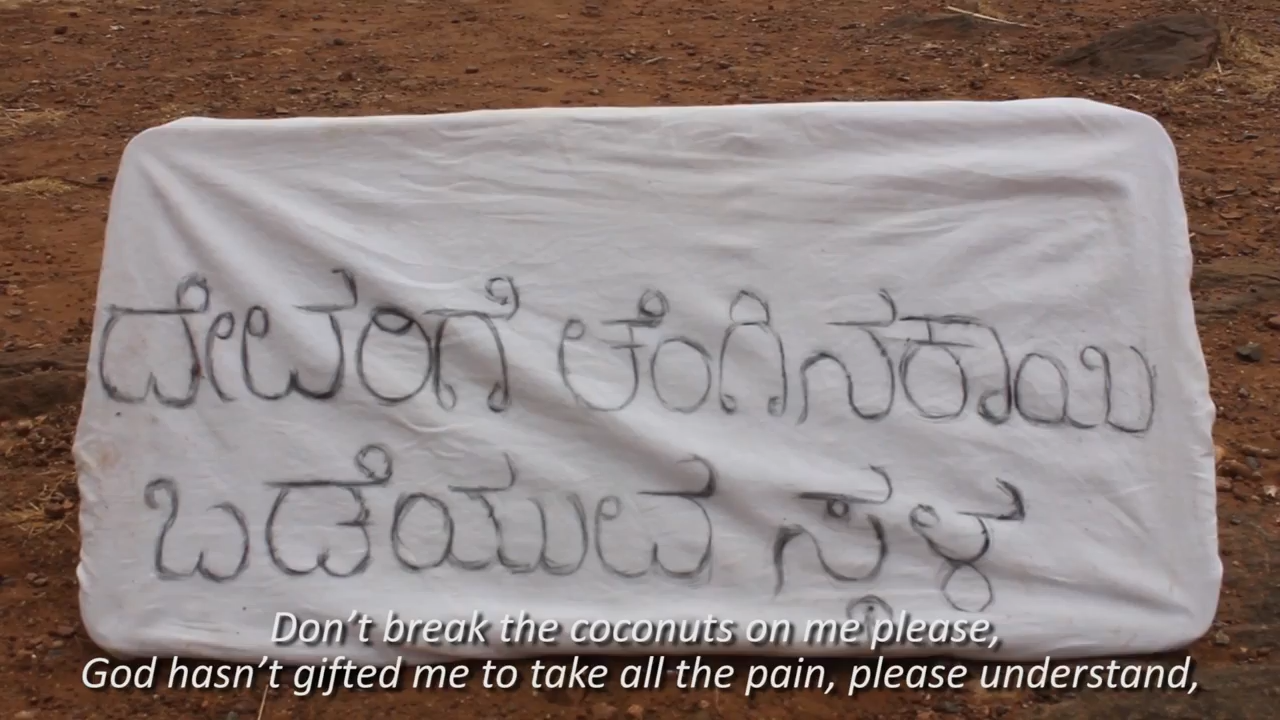 ದೇವರಿಗೆ ತೆಂಗಿನಕಾಯಿ
ಒಡೆಯುವ ಸ್ಥಳ
Don't break the coconuts on me please,
God hasn't gifted me to take all the pain, please understand,